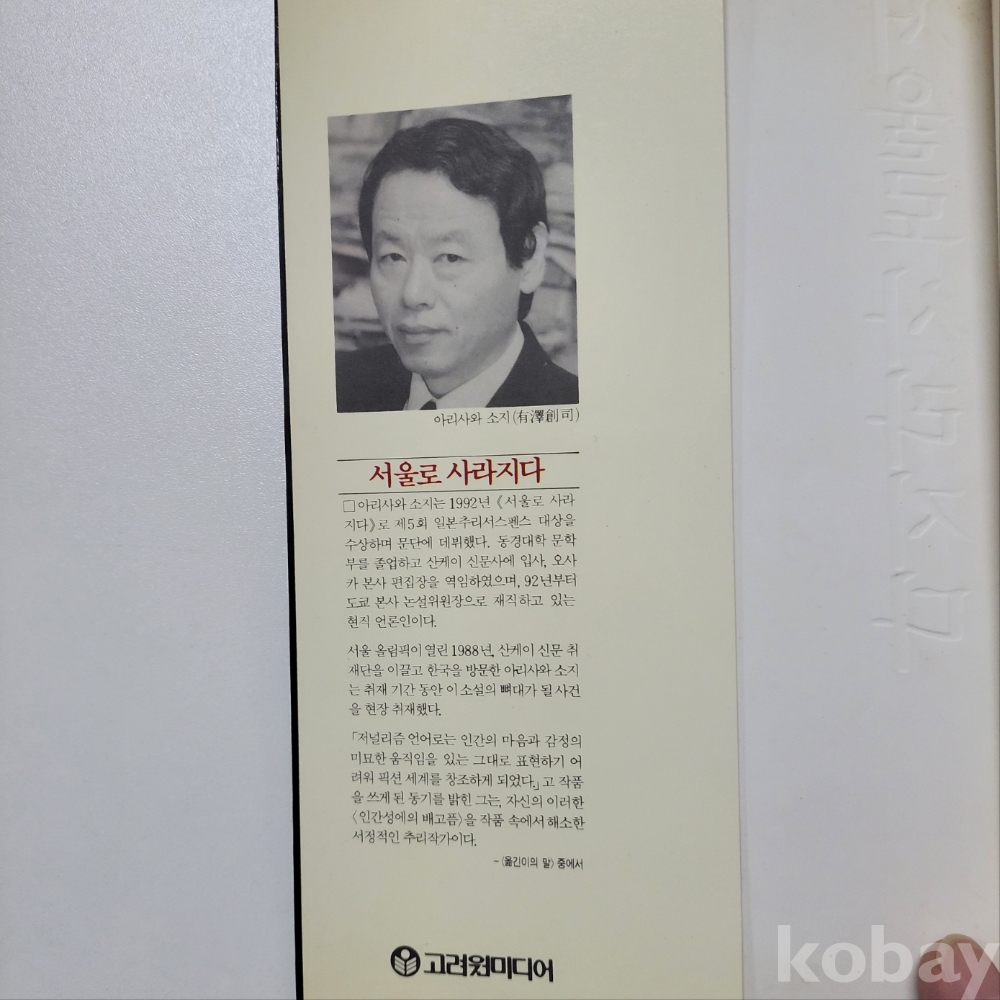 아리사와 소지(有澤創司)
서울로 사라지다
□아리사와 소지는 1992년 《서울로 사라
지다》로 제5회 일본추리서스펜스 대상을
수상하며 문단에 데뷔했다. 동경대학 문학
부를 졸업하고 산케이 신문사에 입사, 오사
카 본사 편집장을 역임하였으며, 92년부터
도쿄 본사 논설위원장으로 재직하고 있는
현직 언론인이다.
서울 올림픽이 열린 1988년, 산케이 신문 취
재단을 이끌고 한국을 방문한 아리사와 소지
는 취재 기간 동안 이 소설의 뼈대가 될 사건
을 현장 취재했다.
「저널리즘 언어로는 인간의 마음과 감정의
미묘한 움직임을 있는 그대로 표현하기 어
려워 픽션 세계를 창조하게 되었다.」고 작품
을 쓰게 된 동기를 밝힌 그는, 자신의 이러한
〈인간성에의 배고픔〉을 작품 속에서 해소한
서정적인 추리작가이다.
-〈옮긴이의 말〉 중에서
고려원미디어
kobay